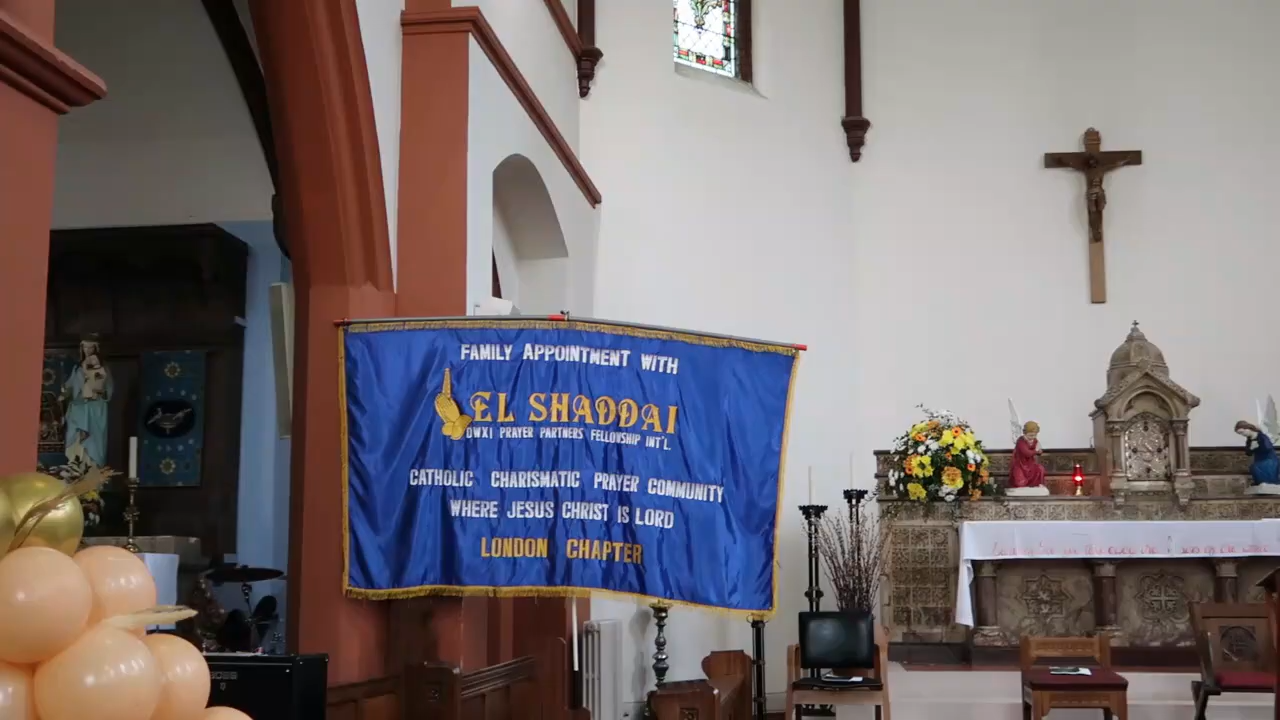 FAMILY APPOINTMENT WITH
EL SHADDAI
DWXI PRAYER PARTNERS FELLOWSHIP INT'L.
CATHOLIC CHARISMATIC PRAYER COMMUNITY
WHERE JESUS CHRIST IS LORD
LONDON CHAPTER
BOSS